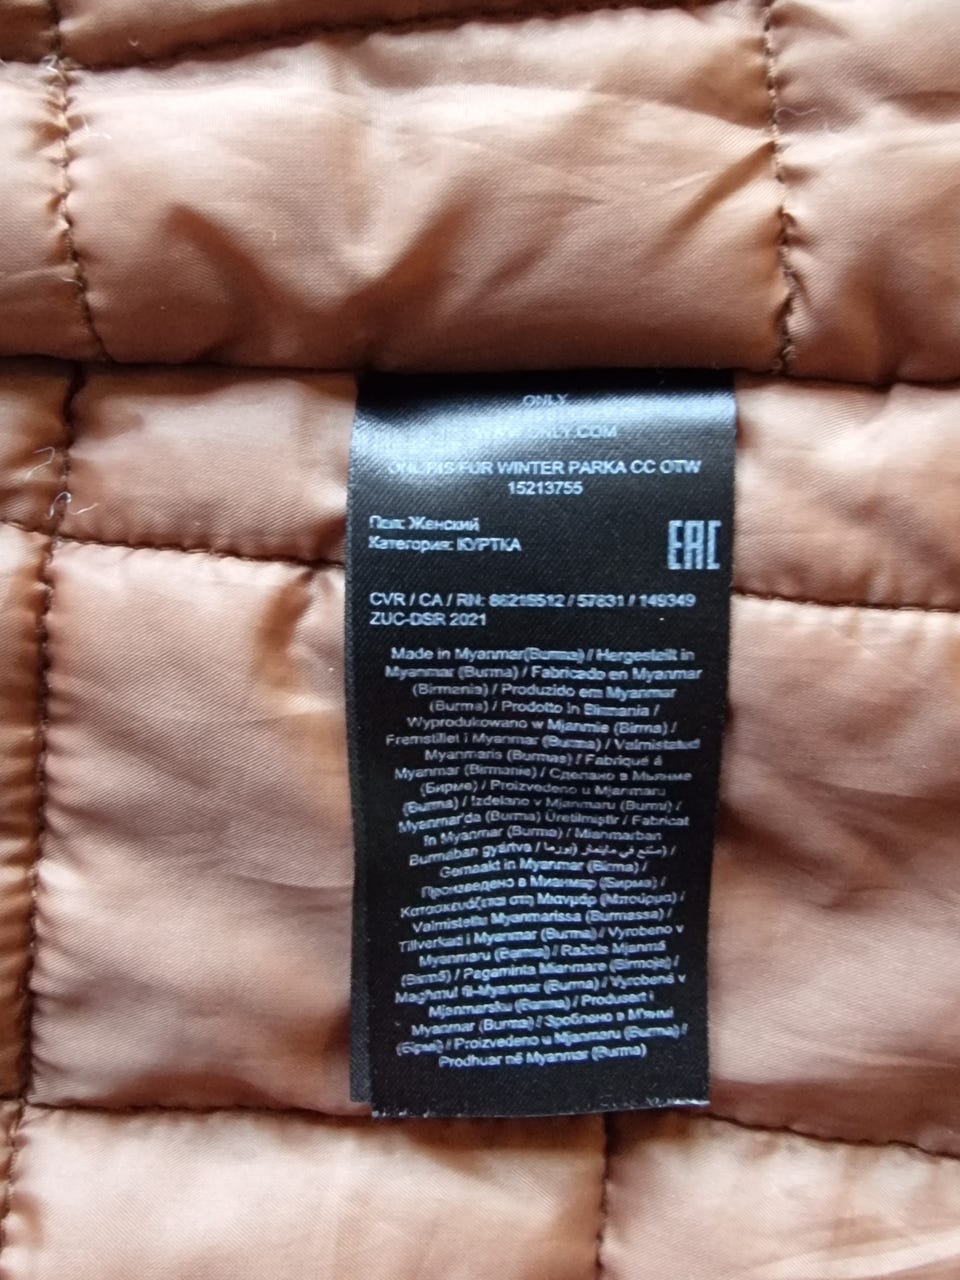 ONLY
ONLY.COM
FUR WINTER PARKA CC OTW
15213755
Пол: Женский
Категория: КУРТКА
EAC
CVR / CA / RN: 86215512 / 57831 / 149349
ZUC-DSR 2021
Made in Myanmar(Burma) / Hergestellt in
Myanmar (Burma) / Fabricado en Myanmar
(Birmania) / Produzido em Myanmar
(Burma) / Prodotto in Birmania /
Wyprodukowano w Mjanmie (Birma) /
Fremstillet i Myanmar (Burma) / Valmistatud
Myanmaris (Burmas) / Fabriqué á
Myanmar (Birmanie) / Сделано в Мьянме
(Бирме) / Proizvedeno u Mjanmaru
(Burma) / Izdelano v Mjanmaru (Burmi) /
Myanmar'da (Burma) Üretilmiştir / Fabricat
în Myanmar (Burma) / Mianmarban
Burmában gyártva / صنع في ميانمار (بورما) /
Gemaakt in Myanmar (Birma) /
Произведено в Мианмар (Бирма) /
Κατασκευάζεται στη Μιανμάρ (Μπούρμα) /
Valmistettu Myanmarissa (Burmassa) /
Tillverkad i Myanmar (Burma) / Vyrobeno v
Myanmaru (Barma) / Ražots Mjanmā
(Birmā) / Pagaminta Mianmare (Birmoje) /
Maghmul fil-Myanmar (Burma) / Vyrobené v
Mjanmarsku (Burma) / Produsert i
Myanmar (Burma) / Зроблено в М'янмі
(Бірмі) / Proizvedeno u Mjanmaru (Burma) /
Prodhuar në Myanmar (Burma)